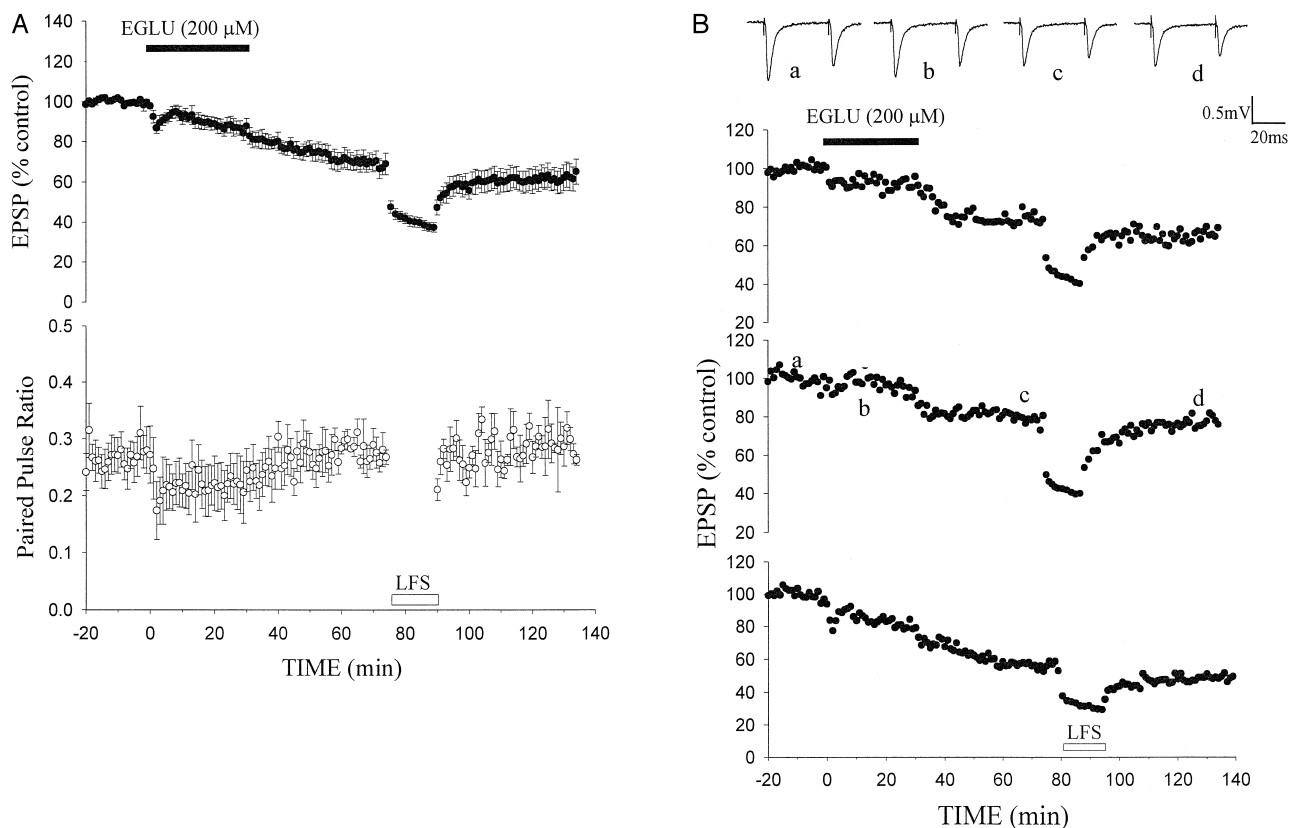 A
EGLU (200 μM)
EPSP (% control)
140
120
100
80
60
40
20
0
Paired Pulse Ratio
0.5
0.4
0.3
0.2
0.1
0.0
LFS
-20 0 20 40 60 80 100 120 140
TIME (min)
B
a b c d
0.5mV
20ms
EGLU (200 μM)
EPSP (% control)
120
100
80
60
40
20
120
100
80
60
40
20
a
b
c
d
120
100
80
60
40
20
0
LFS
-20 0 20 40 60 80 100 120 140
TIME (min)